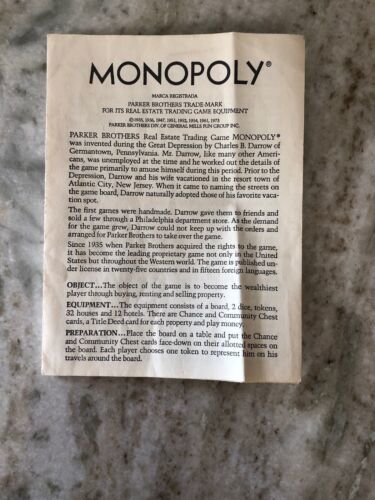 MONOPOLY®
MARCA REGISTRADA
PARKER BROTHERS TRADE-MARK
FOR ITS REAL ESTATE TRADING GAME EQUIPMENT
©1935, 1936, 1947, 1951, 1952, 1954, 1961, 1973
PARKER BROTHERS DIV. OF GENERAL MILLS FUN GROUP INC.
PARKER BROTHERS Real Estate Trading Game MONOPOLY®
was invented during the Great Depression by Charles B. Darrow of
Germantown, Pennsylvania. Mr. Darrow, like many other Ameri-
cans, was unemployed at the time and he worked out the details of
the game primarily to amuse himself during this period. Prior to the
Depression, Darrow and his wife vacationed in the resort town of
Atlantic City, New Jersey. When it came to naming the streets on
the game board, Darrow naturally adopted those of his favorite vaca-
tion spot.
The first games were handmade. Darrow gave them to friends and
sold a few through a Philadelphia department store. As the demand
for the game grew, Darrow could not keep up with the orders and
arranged for Parker Brothers to take over the game.
Since 1935 when Parker Brothers acquired the rights to the game,
it has become the leading proprietary game not only in the United
States but throughout the Western world. The game is published un-
der license in twenty-five countries and in fifteen foreign languages.
OBJECT...The object of the game is to become the wealthiest
player through buying, renting and selling property.
EQUIPMENT...The equipment consists of a board, 2 dice, tokens,
32 houses and 12 hotels. There are Chance and Community Chest
cards, a Title Deed card for each property and play money.
PREPARATION...Place the board on a table and put the Chance
and Community Chest cards face-down on their allotted spaces on
the board. Each player chooses one token to represent him on his
travels around the board.